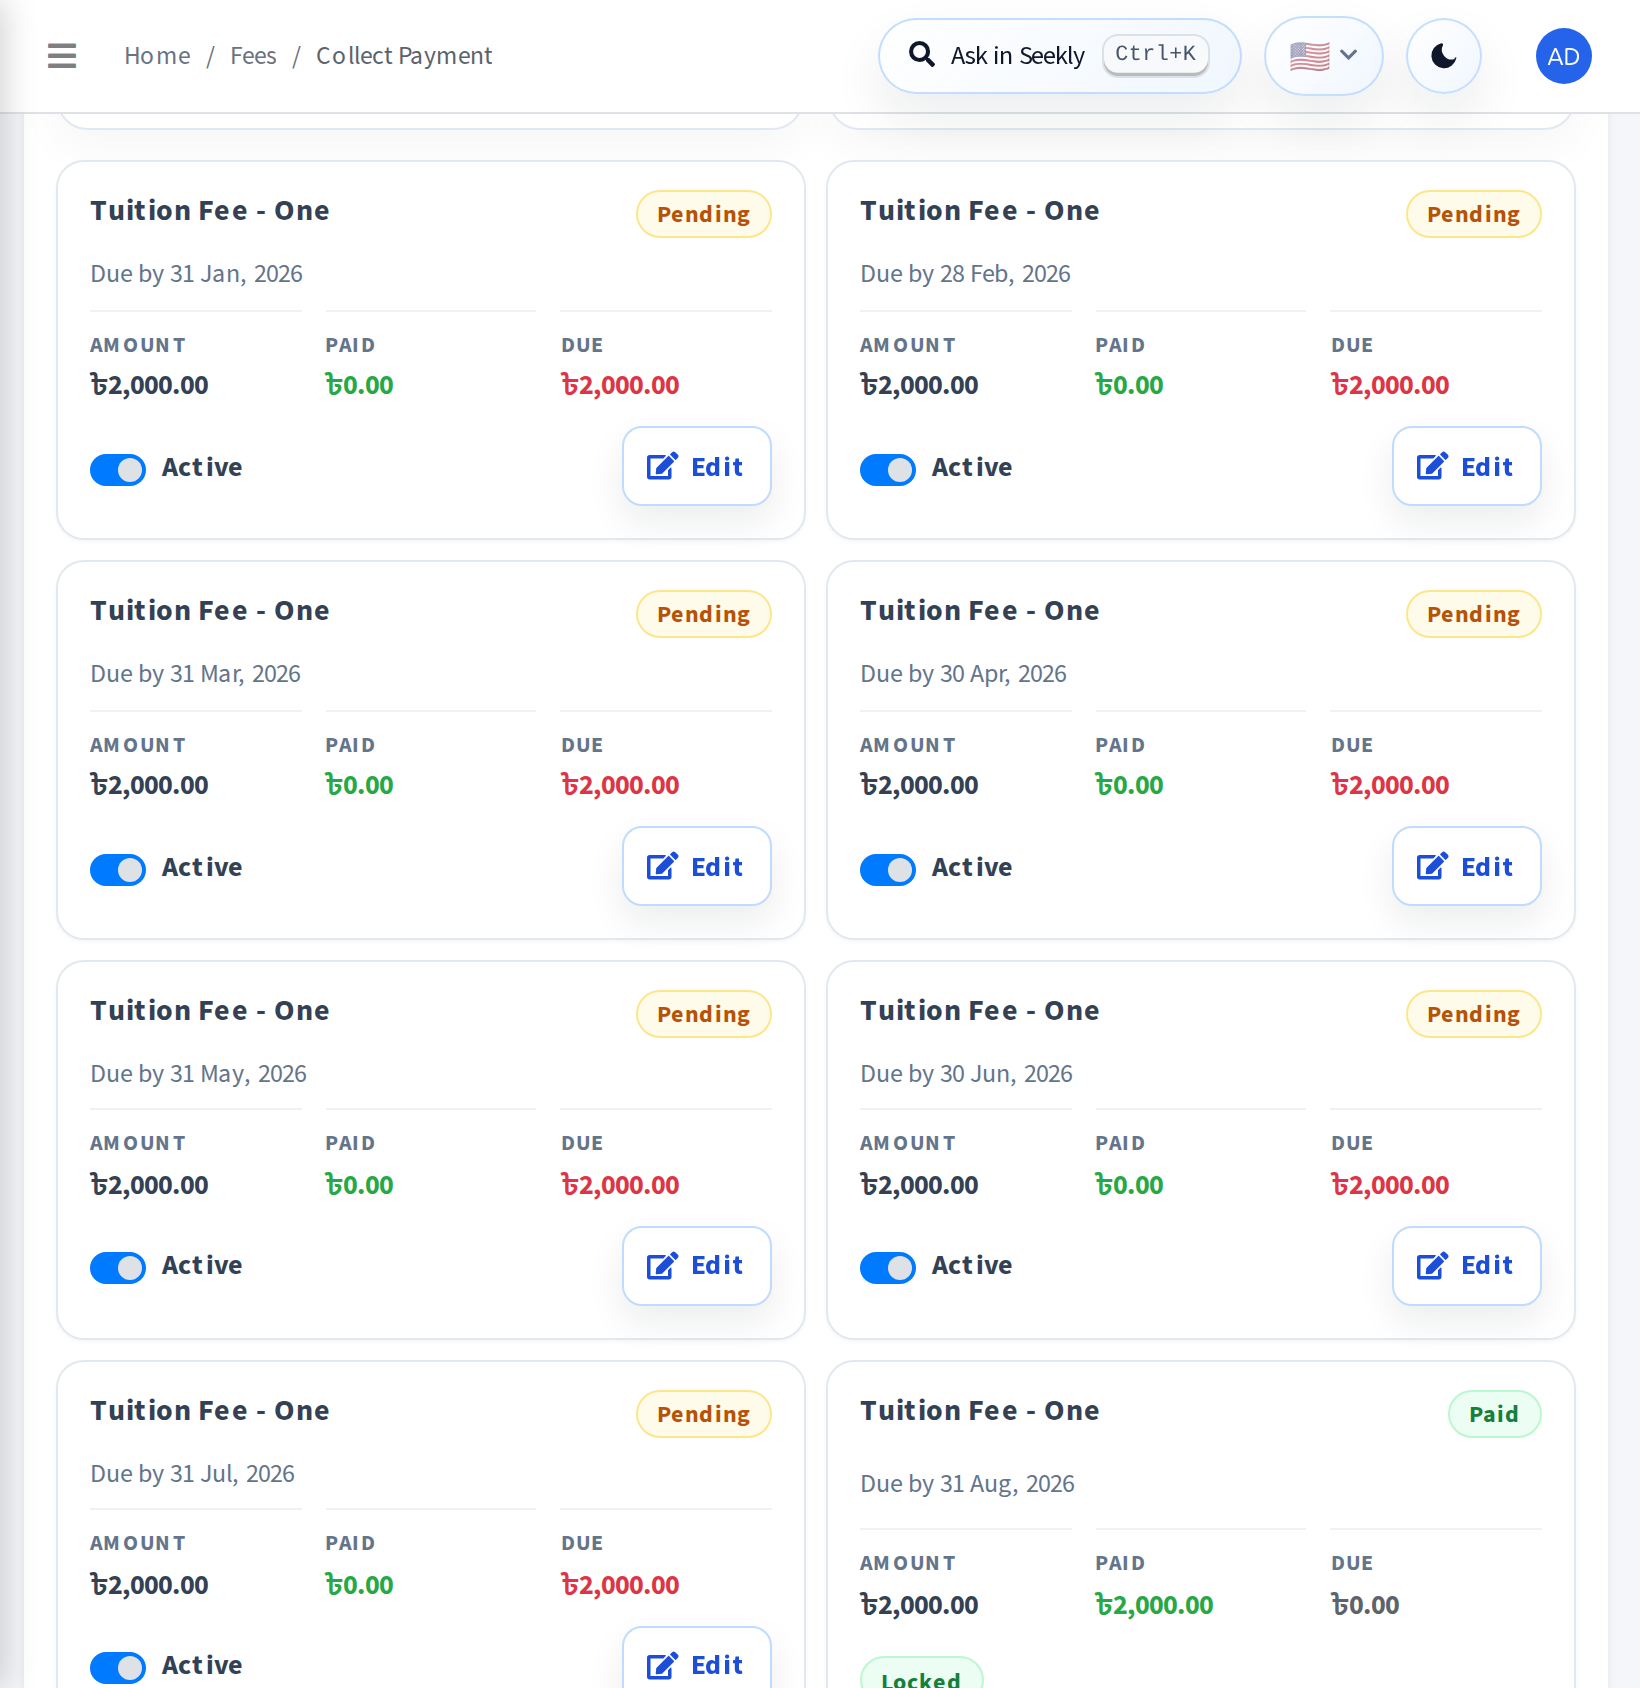 Home / Fees / Collect Payment
Ask in Seekly Ctrl+K
AD
Tuition Fee - One Pending
Due by 31 Jan, 2026
AMOUNT PAID DUE
৳2,000.00 ৳0.00 ৳2,000.00
Active Edit
Tuition Fee - One Pending
Due by 28 Feb, 2026
AMOUNT PAID DUE
৳2,000.00 ৳0.00 ৳2,000.00
Active Edit
Tuition Fee - One Pending
Due by 31 Mar, 2026
AMOUNT PAID DUE
৳2,000.00 ৳0.00 ৳2,000.00
Active Edit
Tuition Fee - One Pending
Due by 30 Apr, 2026
AMOUNT PAID DUE
৳2,000.00 ৳0.00 ৳2,000.00
Active Edit
Tuition Fee - One Pending
Due by 31 May, 2026
AMOUNT PAID DUE
৳2,000.00 ৳0.00 ৳2,000.00
Active Edit
Tuition Fee - One Pending
Due by 30 Jun, 2026
AMOUNT PAID DUE
৳2,000.00 ৳0.00 ৳2,000.00
Active Edit
Tuition Fee - One Pending
Due by 31 Jul, 2026
AMOUNT PAID DUE
৳2,000.00 ৳0.00 ৳2,000.00
Active Edit
Tuition Fee - One Paid
Due by 31 Aug, 2026
AMOUNT PAID DUE
৳2,000.00 ৳2,000.00 ৳0.00
Locked